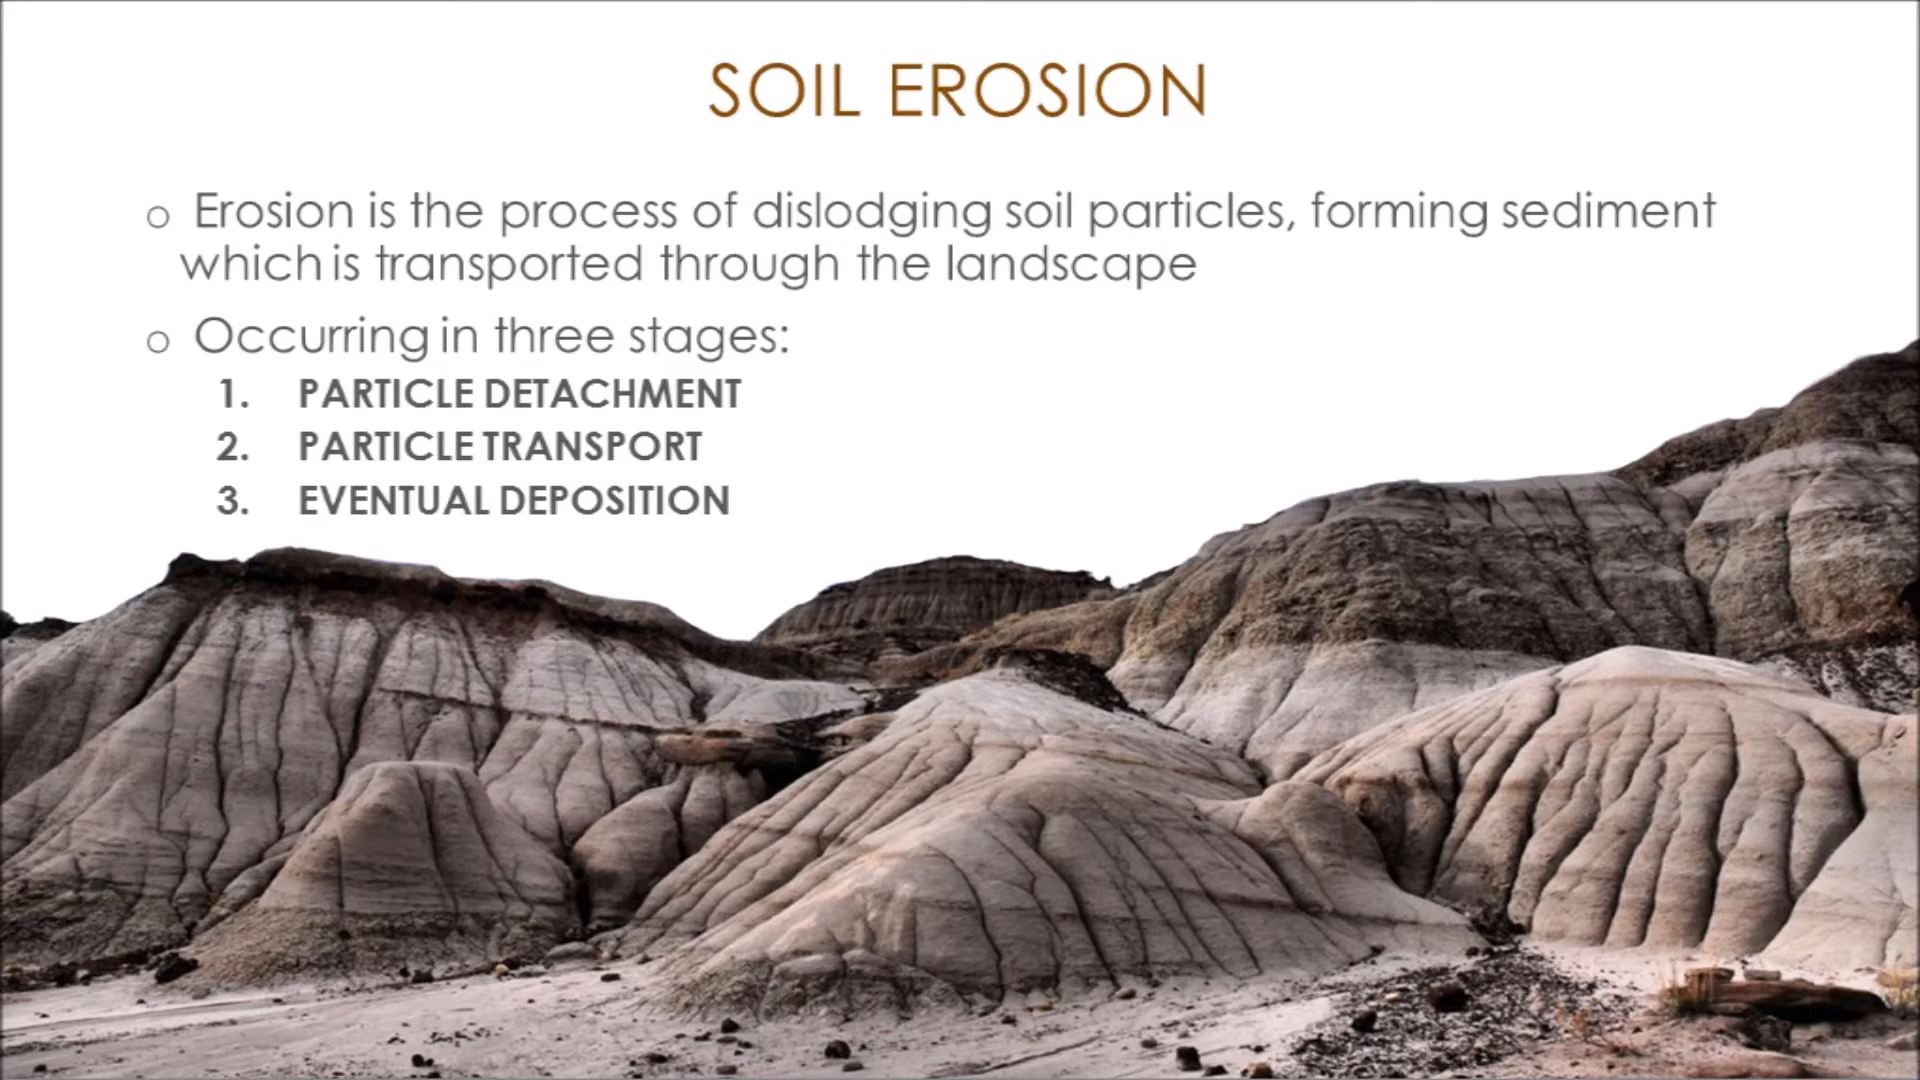 SOIL EROSION
o Erosion is the process of dislodging soil particles, forming sediment
which is transported through the landscape
o Occurring in three stages:
1. PARTICLE DETACHMENT
2. PARTICLE TRANSPORT
3. EVENTUAL DEPOSITION